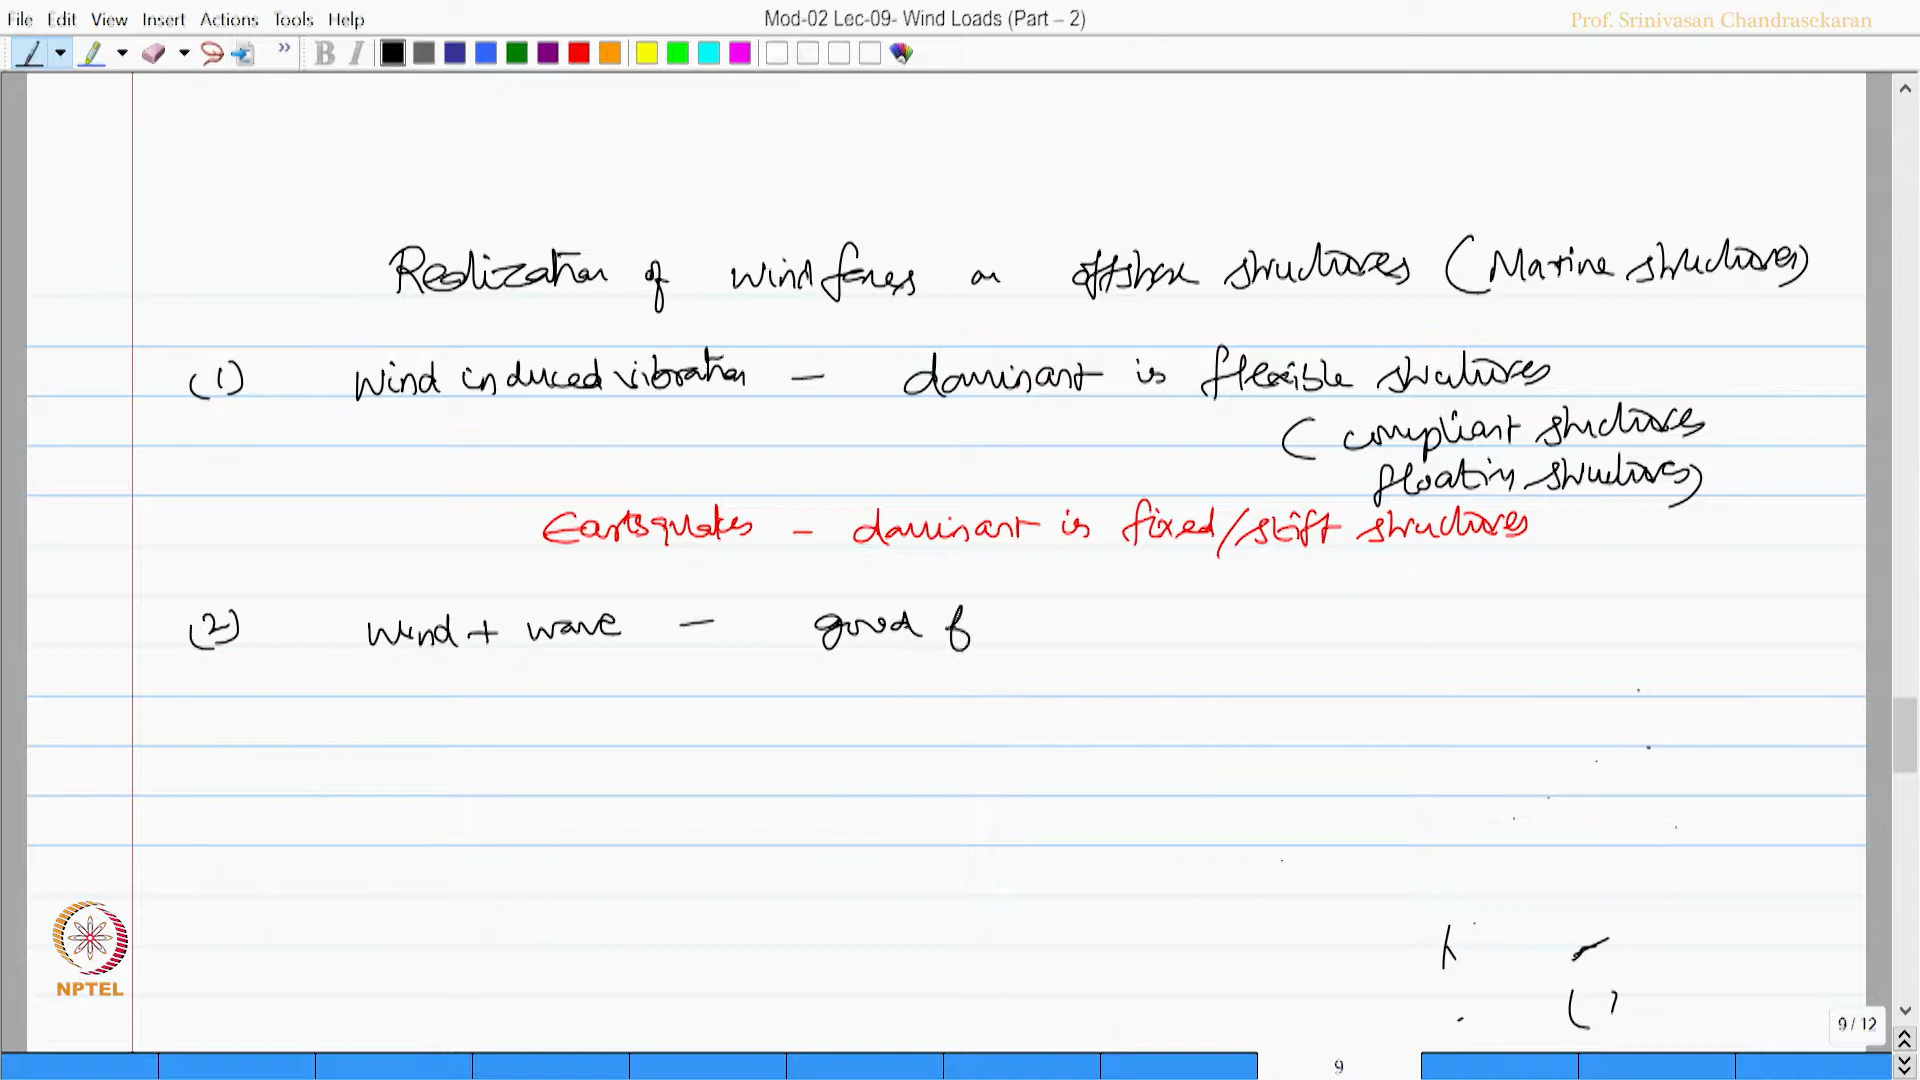 File Edit View Insert Actions Tools Help
Mod-02 Lec-09- Wind Loads (Part – 2)
Prof. Srinivasan Chandrasekaran
B I
Realization of wind forces on offshore structures (Marine structures)
(1) Wind induced vibration – dominant in flexible structures
( compliant structures
floating structures)
Earthquakes – dominant in fixed/stiff structures
(2) wind + wave – good
NPTEL
9 / 12
9